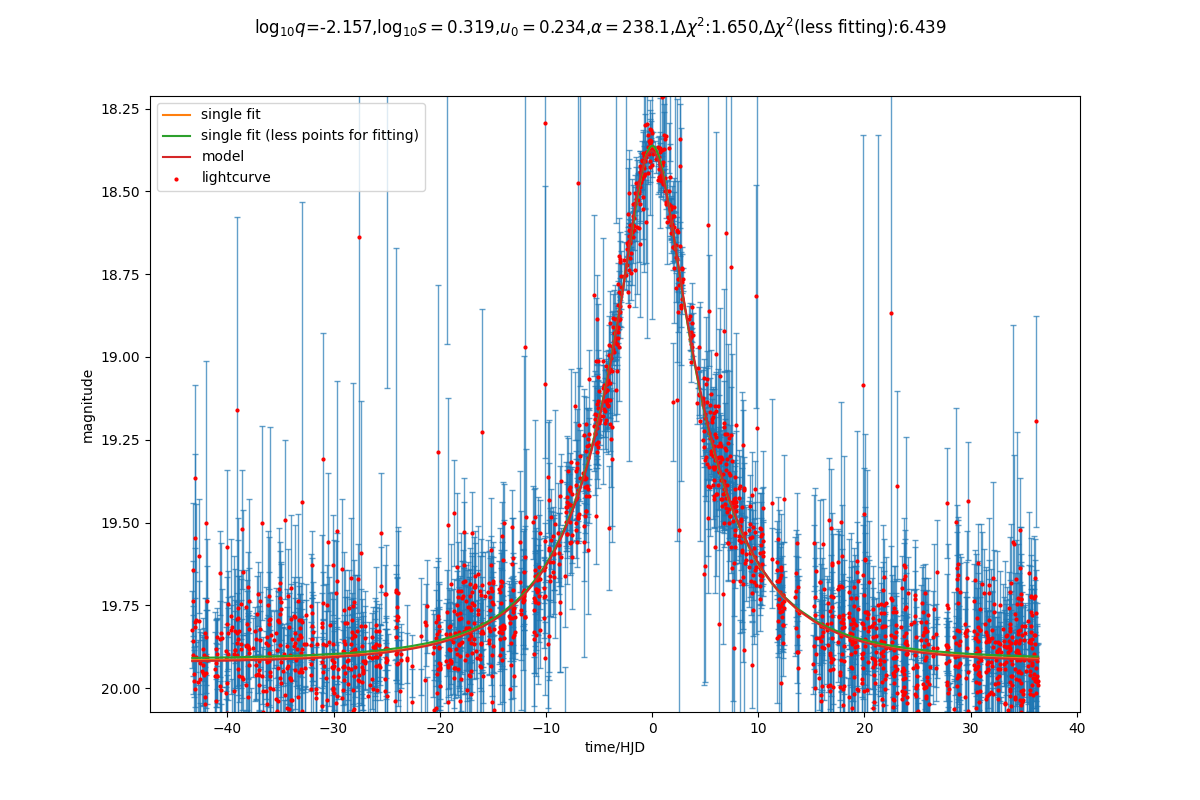 log₁₀q=-2.157,log₁₀s = 0.319,u₀ = 0.234,α = 238.1,Δχ²:1.650,Δχ²(less fitting):6.439
single fit
single fit (less points for fitting)
model
lightcurve
18.25
18.50
18.75
19.00
19.25
19.50
19.75
20.00
magnitude
−40
−30
−20
−10
0
10
20
30
40
time/HJD